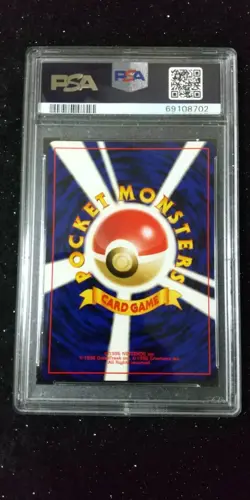 PSA
PSA
69108702
POCKET MONSTERS
CARD GAME